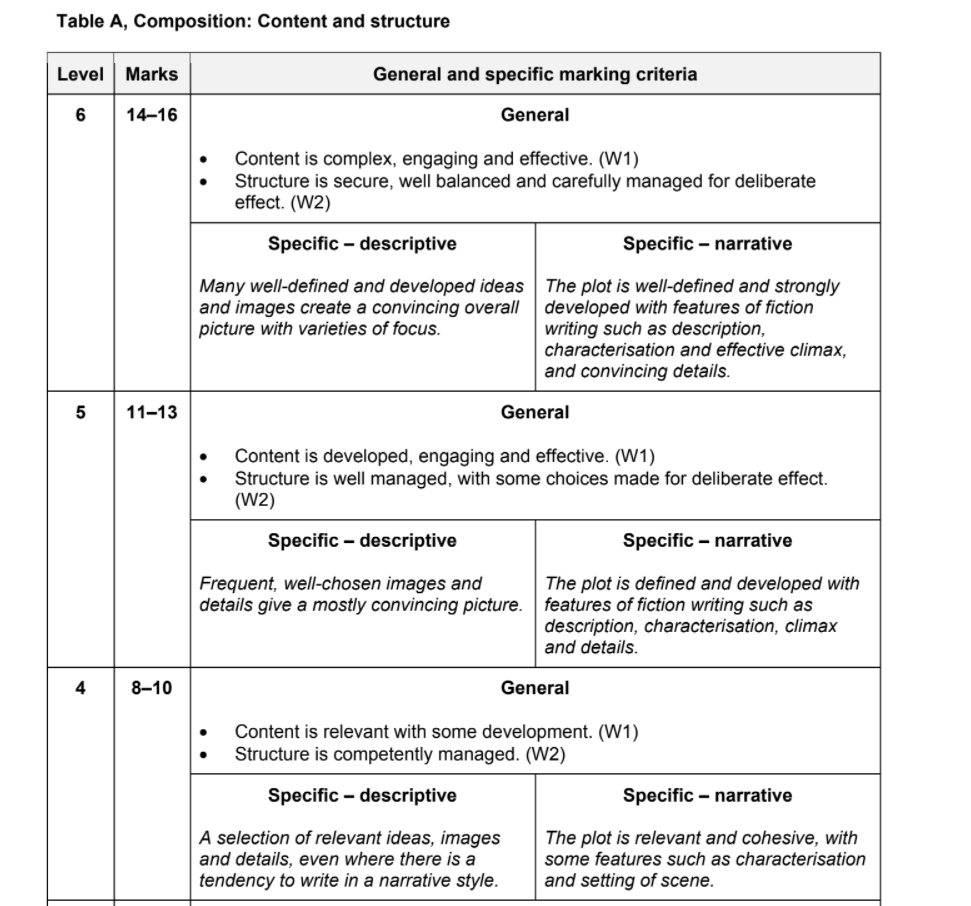 Table A, Composition: Content and structure
Level Marks General and specific marking criteria
6 14–16 General
• Content is complex, engaging and effective. (W1)
• Structure is secure, well balanced and carefully managed for deliberate
effect. (W2)
Specific – descriptive
Many well-defined and developed ideas
and images create a convincing overall
picture with varieties of focus.
Specific – narrative
The plot is well-defined and strongly
developed with features of fiction
writing such as description,
characterisation and effective climax,
and convincing details.
5 11–13 General
• Content is developed, engaging and effective. (W1)
• Structure is well managed, with some choices made for deliberate effect.
(W2)
Specific – descriptive
Frequent, well-chosen images and
details give a mostly convincing picture.
Specific – narrative
The plot is defined and developed with
features of fiction writing such as
description, characterisation, climax
and details.
4 8–10 General
• Content is relevant with some development. (W1)
• Structure is competently managed. (W2)
Specific – descriptive
A selection of relevant ideas, images
and details, even where there is a
tendency to write in a narrative style.
Specific – narrative
The plot is relevant and cohesive, with
some features such as characterisation
and setting of scene.